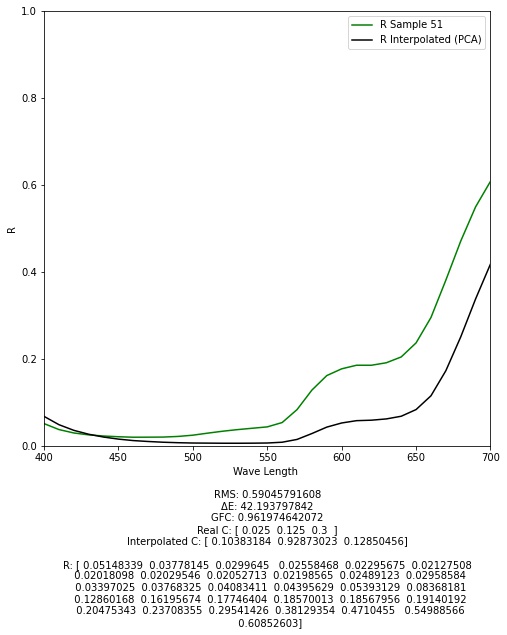 1.0
0.8
0.6
0.4
0.2
0.0
R
R Sample 51
R Interpolated (PCA)
400 450 500 550 600 650 700
Wave Length
RMS: 0.59045791608
ΔE: 42.193797842
GFC: 0.961974642072
Real C: [ 0.025 0.125 0.3 ]
Interpolated C: [ 0.10383184 0.92873023 0.12850456]
R: [ 0.05148339 0.03778145 0.0299645 0.02558468 0.02295675 0.02127508
0.02018098 0.02029546 0.02052713 0.02198565 0.02489123 0.02958584
0.03397025 0.03768325 0.04083411 0.04395629 0.05393129 0.08368181
0.12860168 0.16195644 0.17746404 0.18570013 0.18567956 0.19140192
0.20475343 0.23708355 0.29541426 0.38129354 0.4710455 0.54988566
0.60852603]